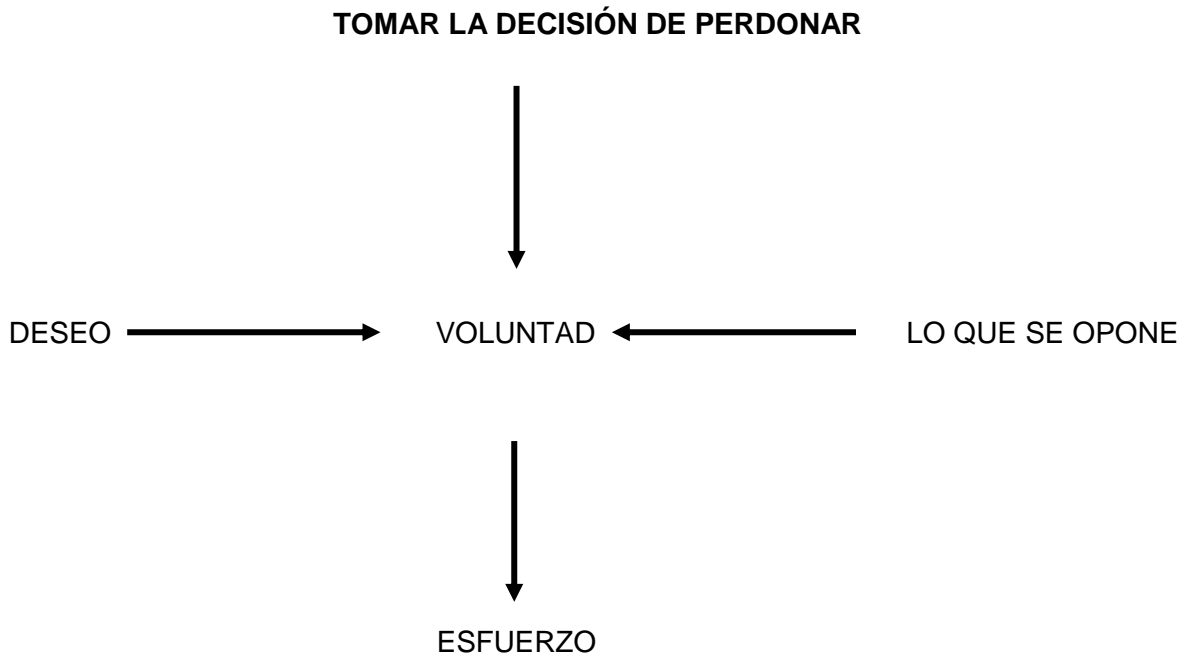 TOMAR LA DECISIÓN DE PERDONAR
DESEO VOLUNTAD LO QUE SE OPONE
ESFUERZO